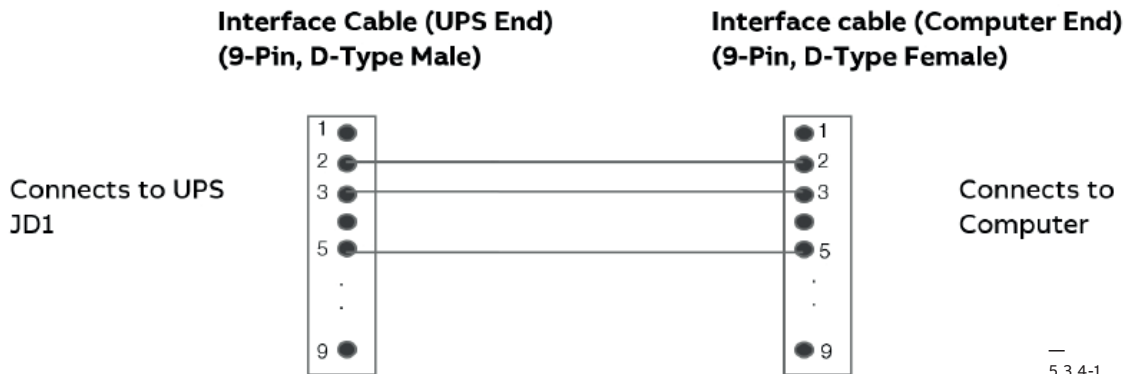 Interface Cable (UPS End)
(9-Pin, D-Type Male)
Interface cable (Computer End)
(9-Pin, D-Type Female)
Connects to UPS
JD1
1
2
3
5
.
.
9
1
2
3
5
.
.
9
Connects to
Computer
—
5.3.4-1